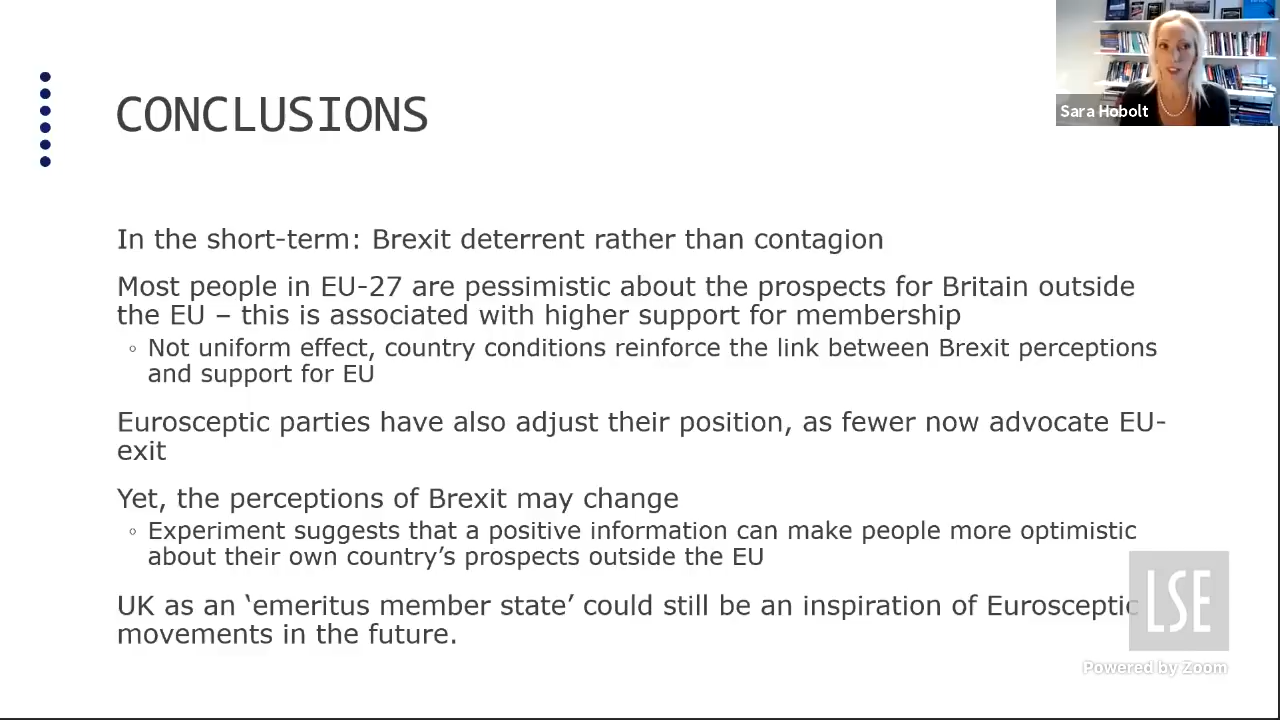 CONCLUSIONS
Sara Hobolt
In the short-term: Brexit deterrent rather than contagion
Most people in EU-27 are pessimistic about the prospects for Britain outside
the EU – this is associated with higher support for membership
◦ Not uniform effect, country conditions reinforce the link between Brexit perceptions
and support for EU
Eurosceptic parties have also adjust their position, as fewer now advocate EU-
exit
Yet, the perceptions of Brexit may change
◦ Experiment suggests that a positive information can make people more optimistic
about their own country’s prospects outside the EU
UK as an ‘emeritus member state’ could still be an inspiration of Eurosceptic
movements in the future.
LSE
Powered by Zoom